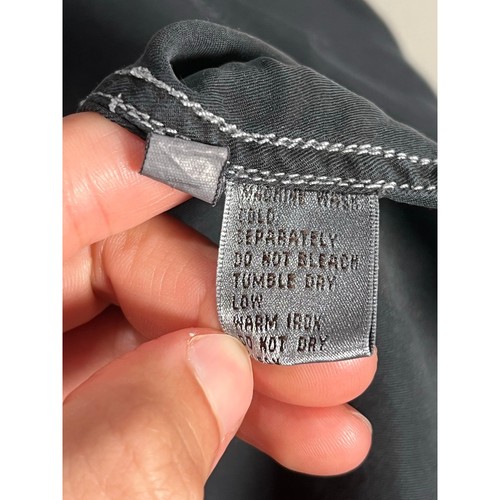 MACHINE WASH
COLD
SEPARATELY
DO NOT BLEACH
TUMBLE DRY
LOW
WARM IRON
DO NOT DRY